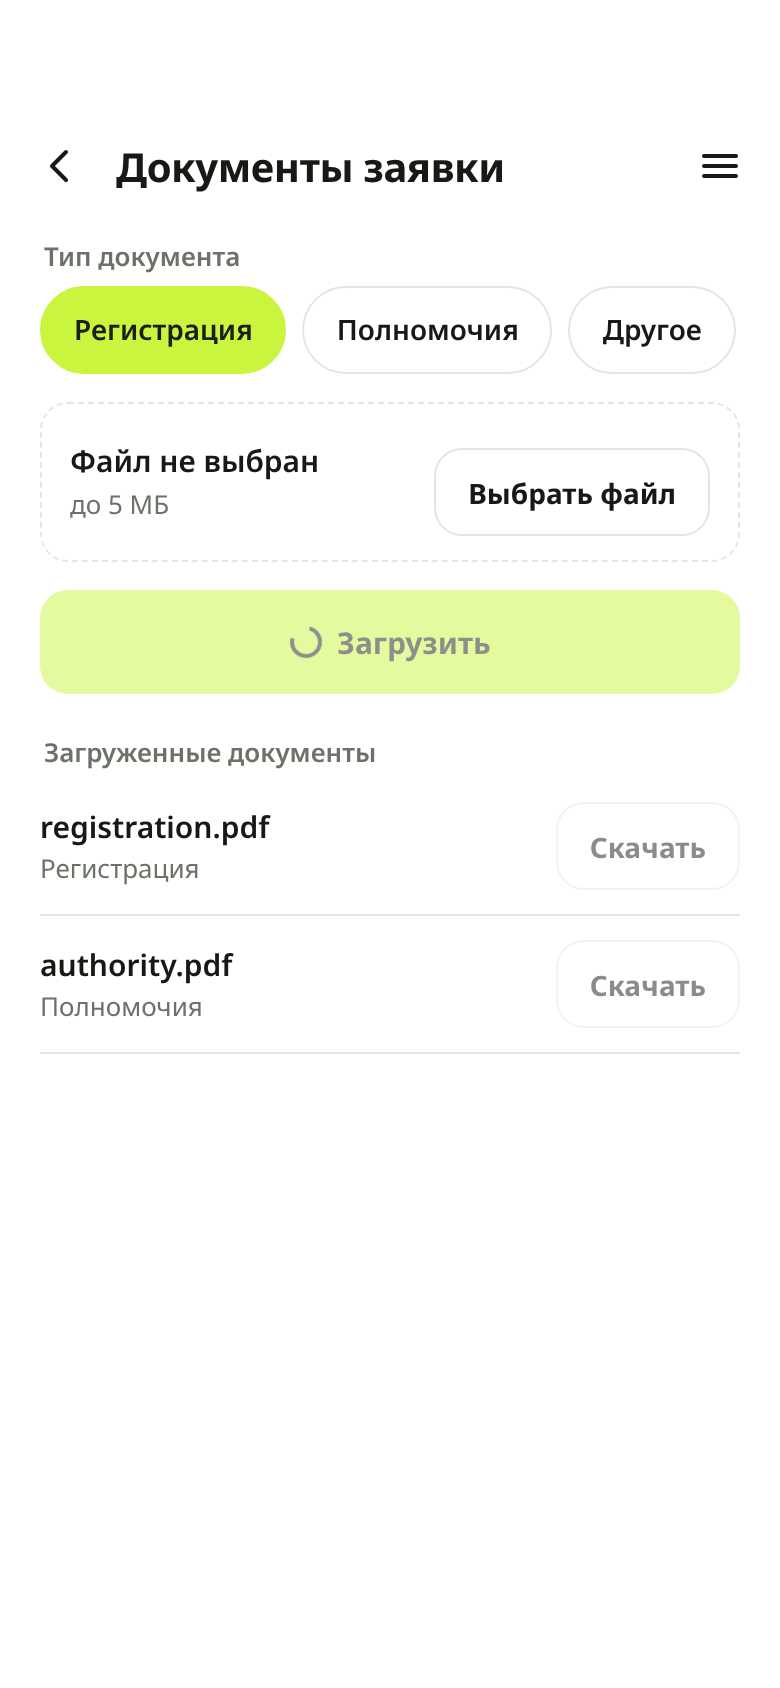 Документы заявки
Тип документа
Регистрация
Полномочия
Другое
Файл не выбран
до 5 МБ
Выбрать файл
Загрузить
Загруженные документы
registration.pdf
Регистрация
Скачать
authority.pdf
Полномочия
Скачать